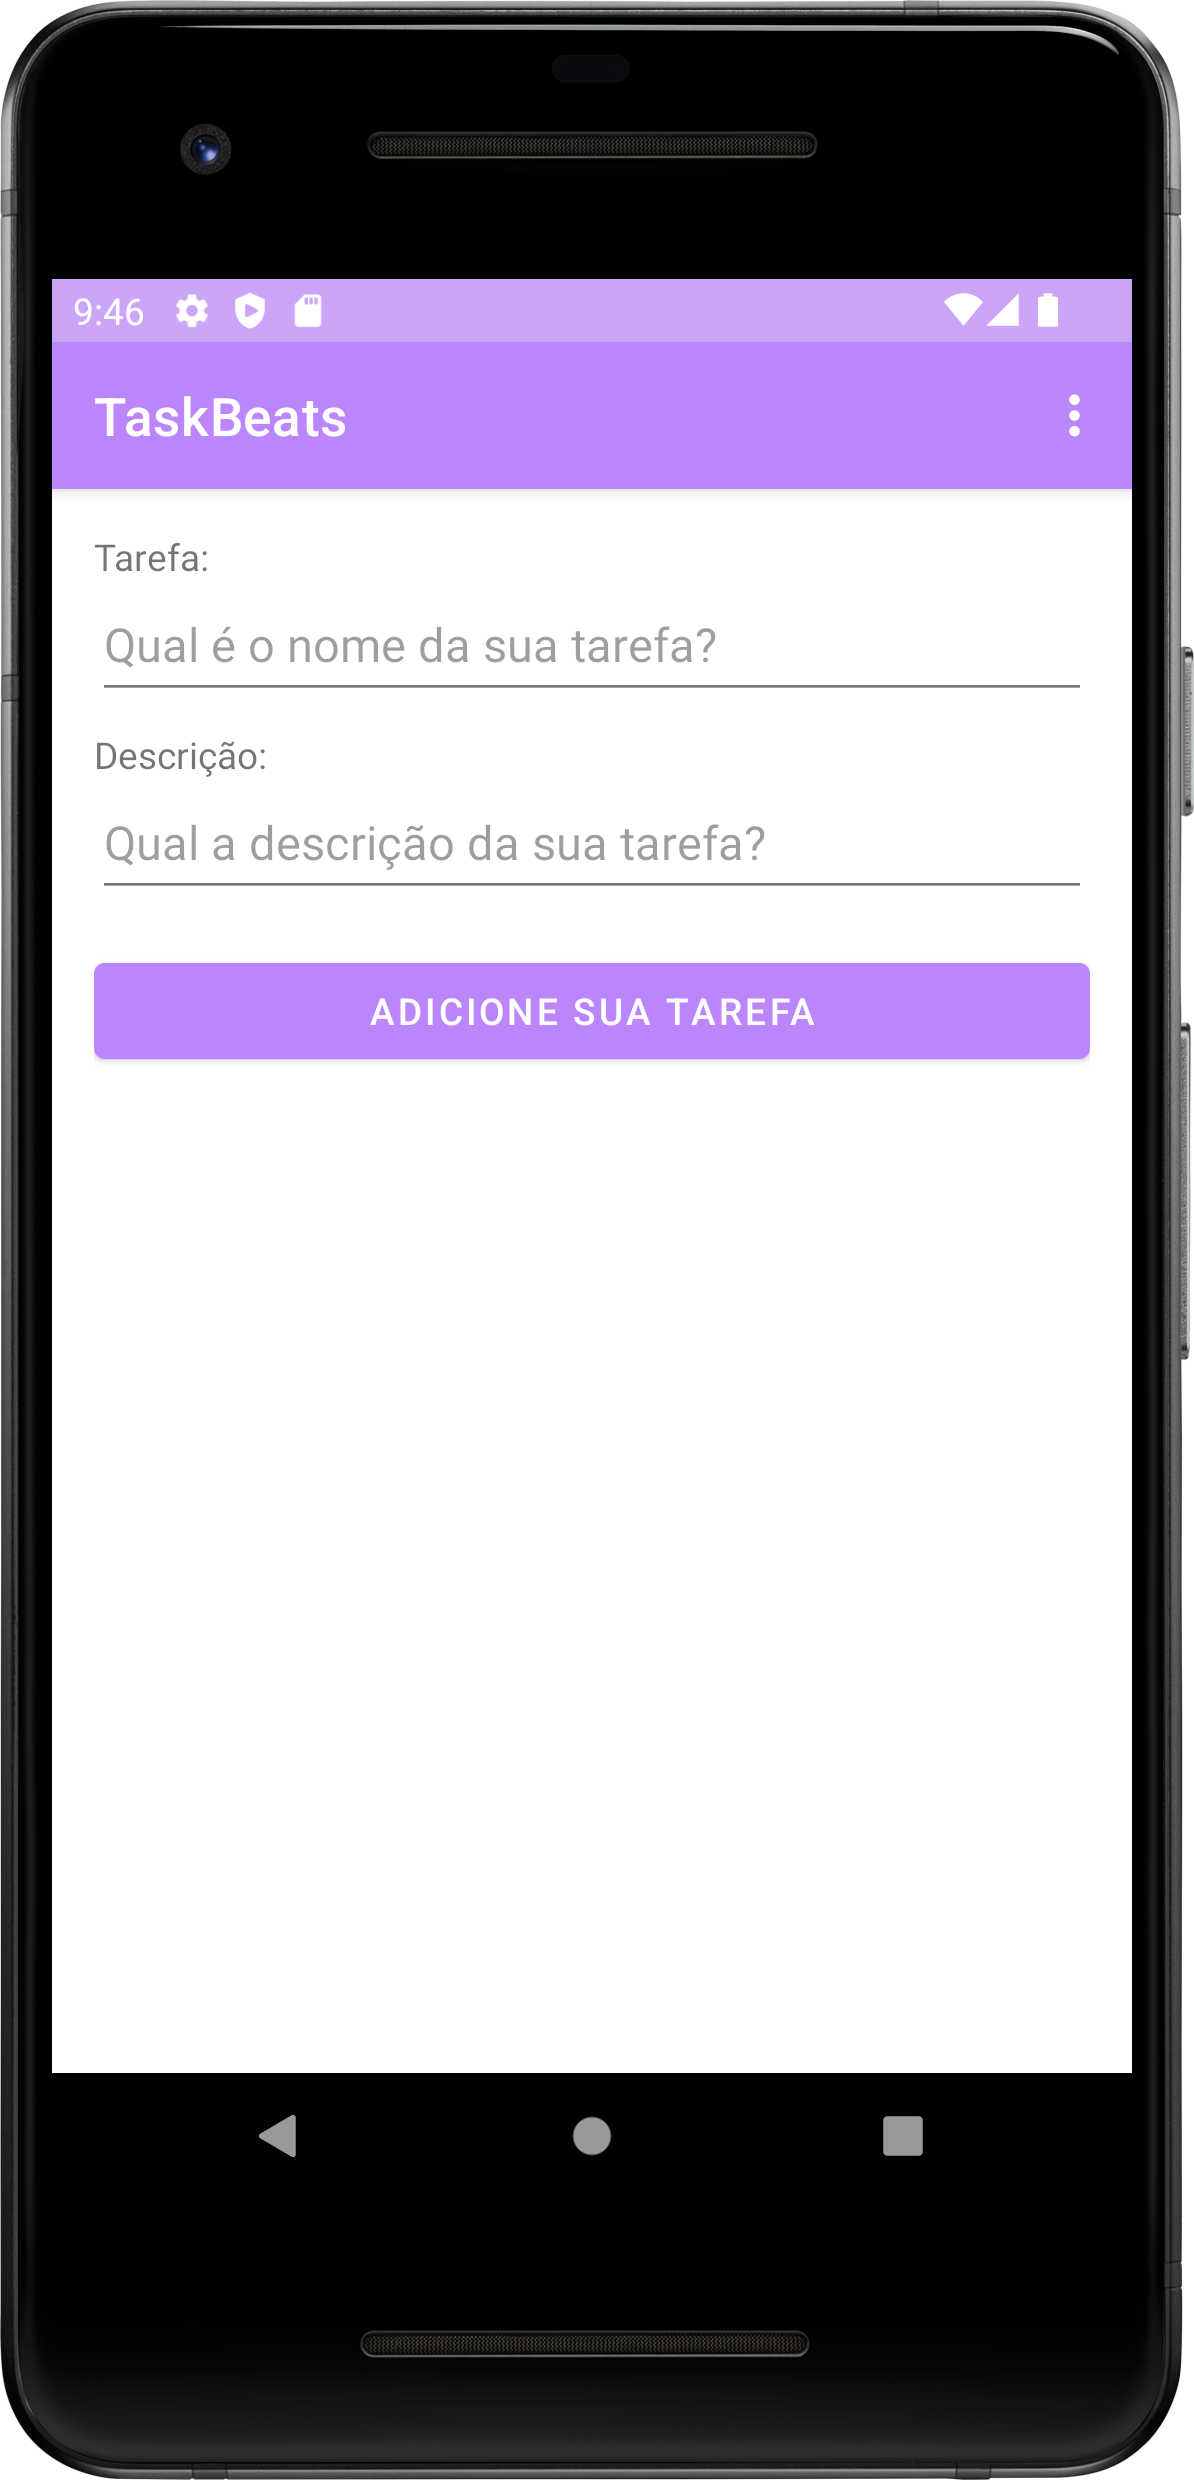 9:46
TaskBeats
Tarefa:
Qual é o nome da sua tarefa?
Descrição:
Qual a descrição da sua tarefa?
ADICIONE SUA TAREFA